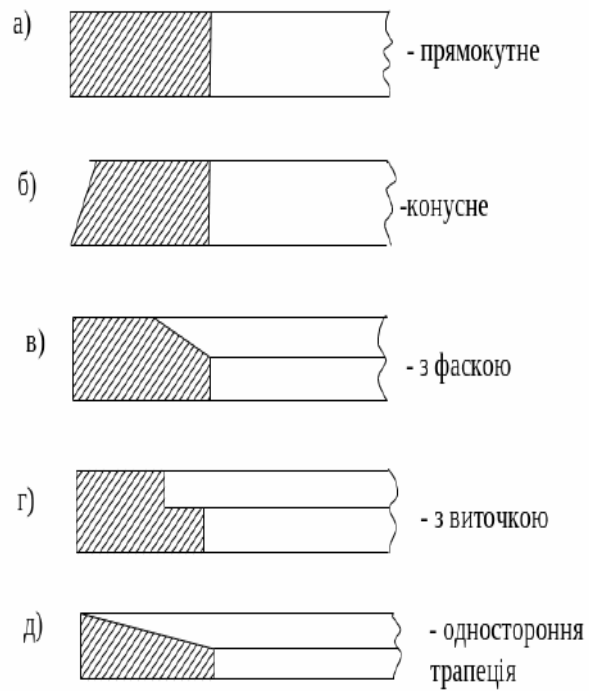 а)
- прямокутне
б)
-конусне
в)
- з фаскою
г)
- з виточкою
д)
- одностороння
трапеція